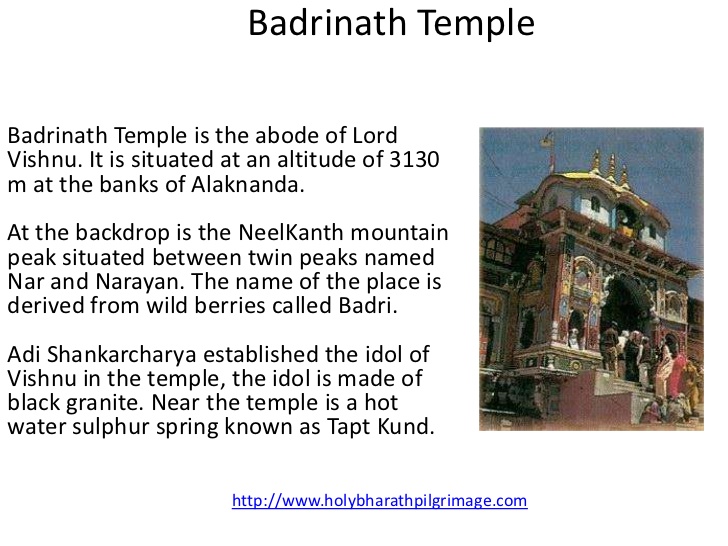 Badrinath Temple
Badrinath Temple is the abode of Lord
Vishnu. It is situated at an altitude of 3130
m at the banks of Alaknanda.
At the backdrop is the NeelKanth mountain
peak situated between twin peaks named
Nar and Narayan. The name of the place is
derived from wild berries called Badri.
Adi Shankarcharya established the idol of
Vishnu in the temple, the idol is made of
black granite. Near the temple is a hot
water sulphur spring known as Tapt Kund.
http://www.holybharathpilgrimage.com